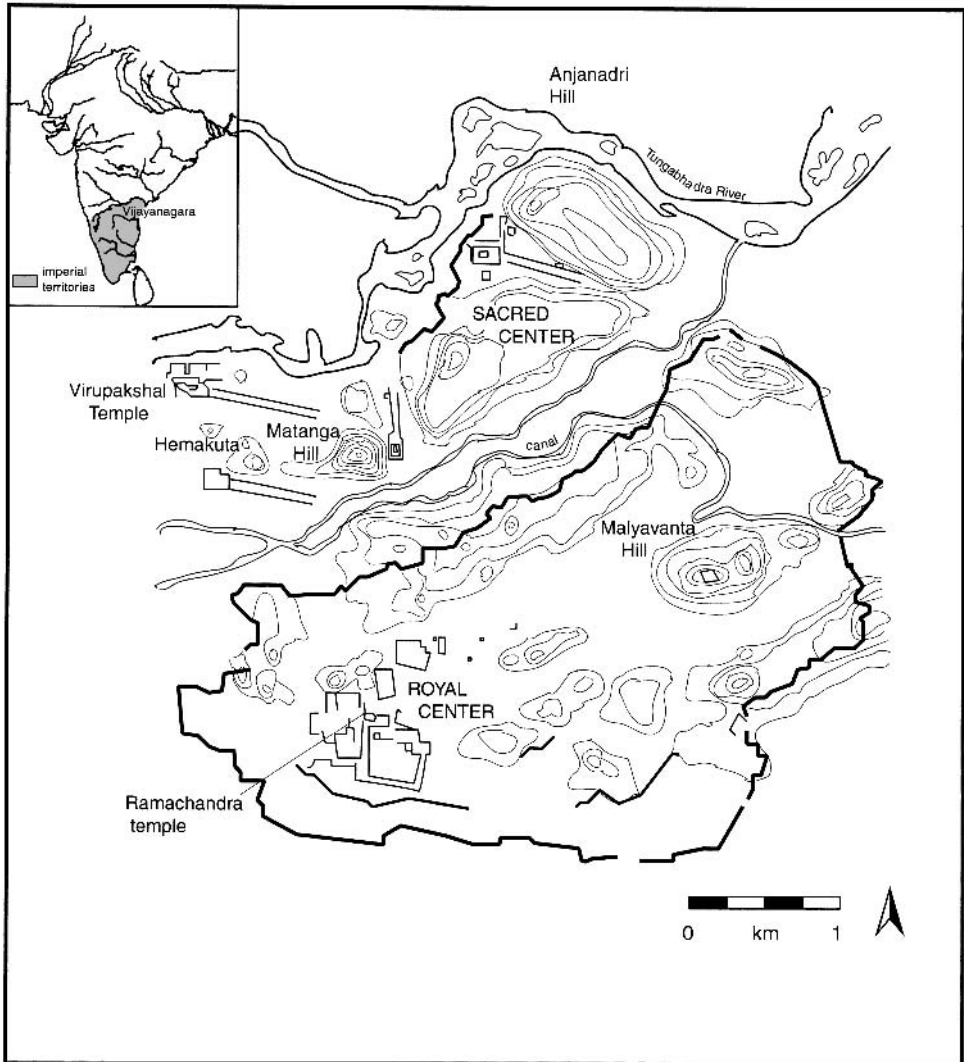 Vijayanagara
imperial
territories
Anjanadri
Hill
Tungabhadra River
SACRED
CENTER
Virupakshal
Temple
Hemakuta
Matanga
Hill
canal
Malyavanta
Hill
ROYAL
CENTER
Ramachandra
temple
0 km 1